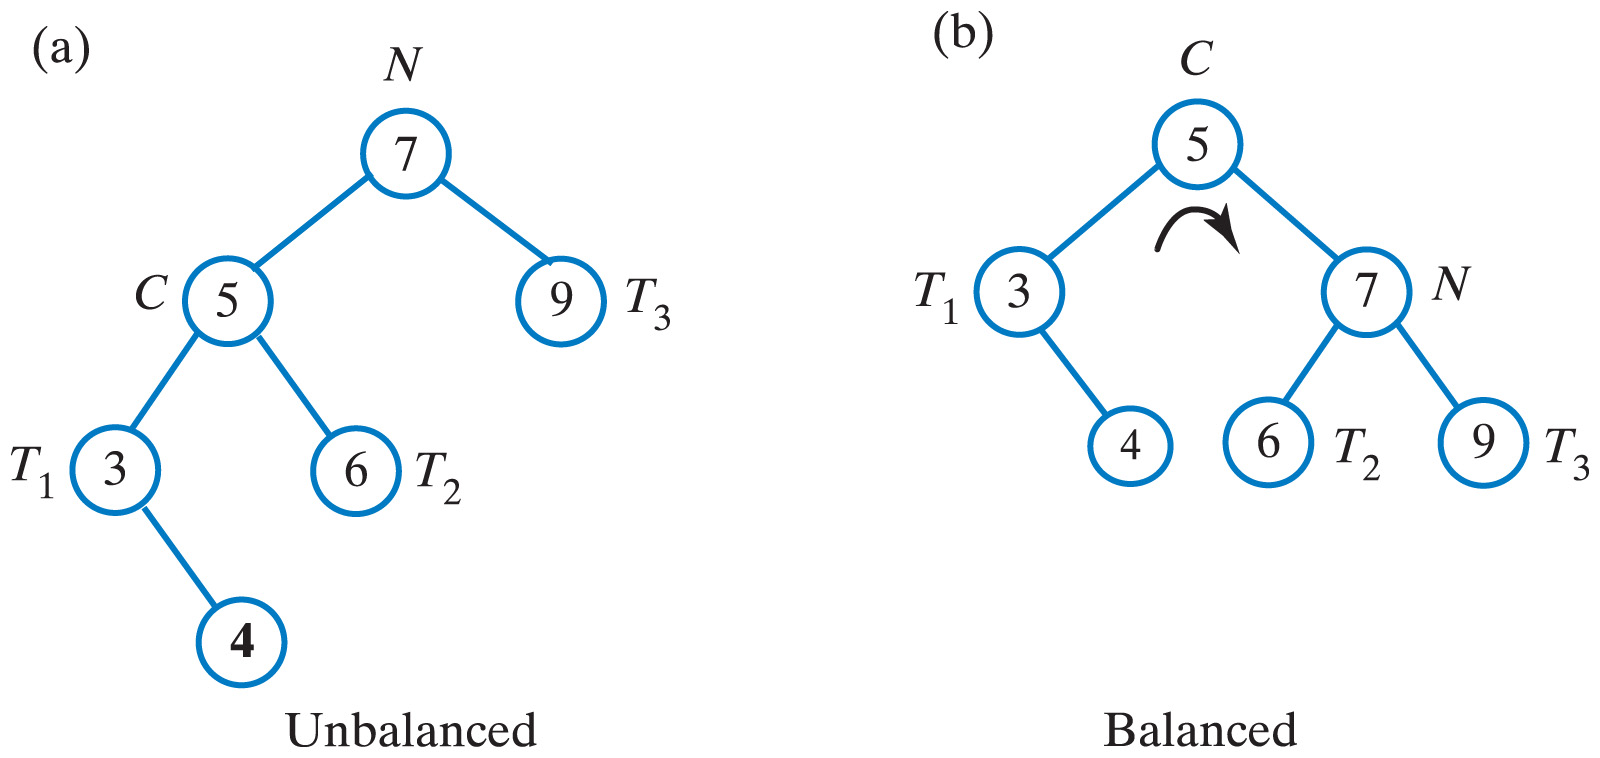 (a)
N
7
C 5 9 T3
T1 3 6 T2
4
Unbalanced
(b)
C
5
T1 3 7 N
4 6 T2 9 T3
Balanced